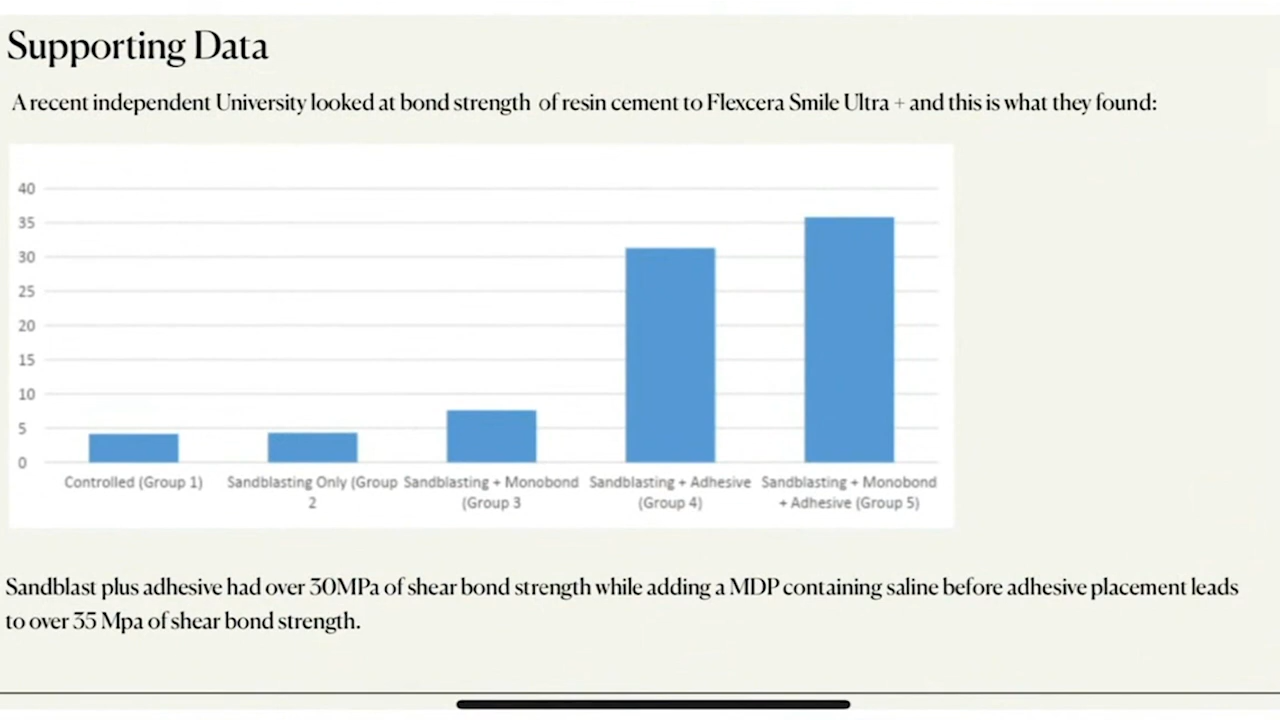 Supporting Data
A recent independent University looked at bond strength of resin cement to Flexcera Smile Ultra + and this is what they found:
40
35
30
25
20
15
10
5
0
Controlled (Group 1)
Sandblasting Only (Group
2
Sandblasting + Monobond
(Group 3
Sandblasting + Adhesive
(Group 4)
Sandblasting + Monobond
+ Adhesive (Group 5)
Sandblast plus adhesive had over 30MPa of shear bond strength while adding a MDP containing saline before adhesive placement leads
to over 35 Mpa of shear bond strength.